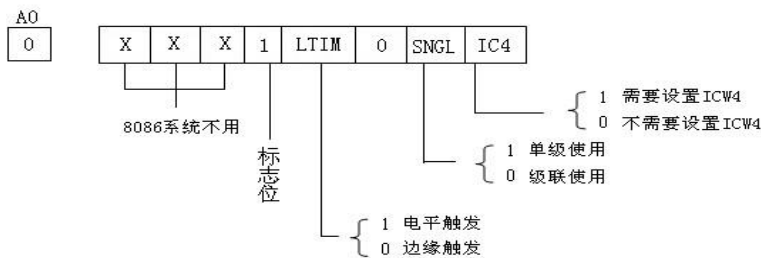 A0
0 X X X 1 LTIM 0 SNGL IC4
8086系统不用
标志位
1 需要设置ICW4
0 不需要设置ICW4
1 单级使用
0 级联使用
1 电平触发
0 边缘触发